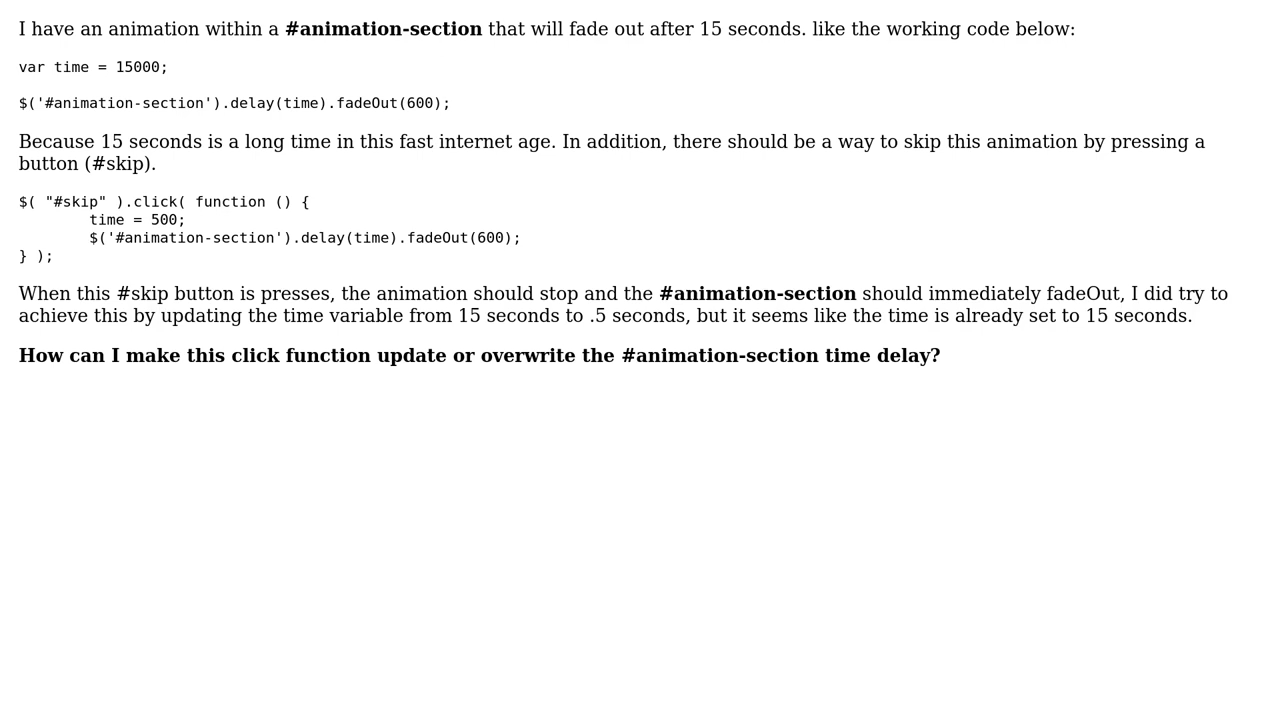 I have an animation within a #animation-section that will fade out after 15 seconds. like the working code below:
var time = 15000;
$('#animation-section').delay(time).fadeOut(600);
Because 15 seconds is a long time in this fast internet age. In addition, there should be a way to skip this animation by pressing a
button (#skip).
$( "#skip" ).click( function () {
        time = 500;
        $('#animation-section').delay(time).fadeOut(600);
} );
When this #skip button is presses, the animation should stop and the #animation-section should immediately fadeOut, I did try to
achieve this by updating the time variable from 15 seconds to .5 seconds, but it seems like the time is already set to 15 seconds.
How can I make this click function update or overwrite the #animation-section time delay?